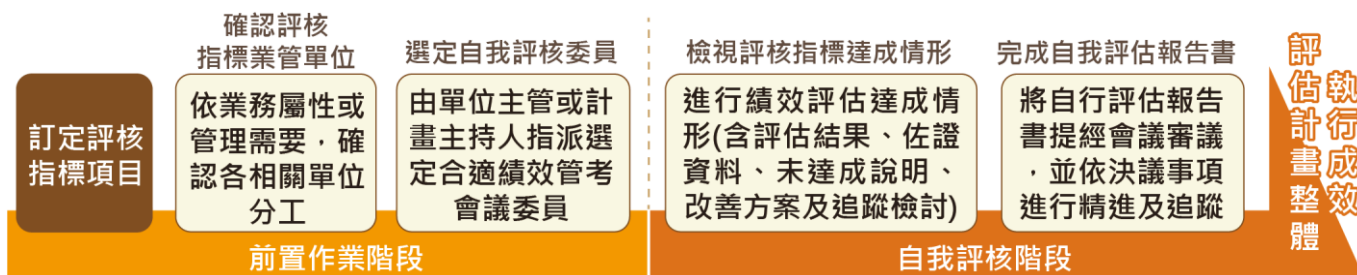 訂定評核
指標項目
確認評核
指標業管單位
依業務屬性或
管理需要，確
認各相關單位
分工
選定自我評核委員
由單位主管或計
畫主持人指派選
定合適績效管考
會議委員
前置作業階段
檢視評核指標達成情形
進行績效評估達成情
形(含評估結果、佐證
資料、未達成說明、
改善方案及追蹤檢討)
完成自我評估報告書
將自行評估報告
書提經會議審議
，並依決議事項
進行精進及追蹤
自我評核階段
評估計畫整體
執行成效